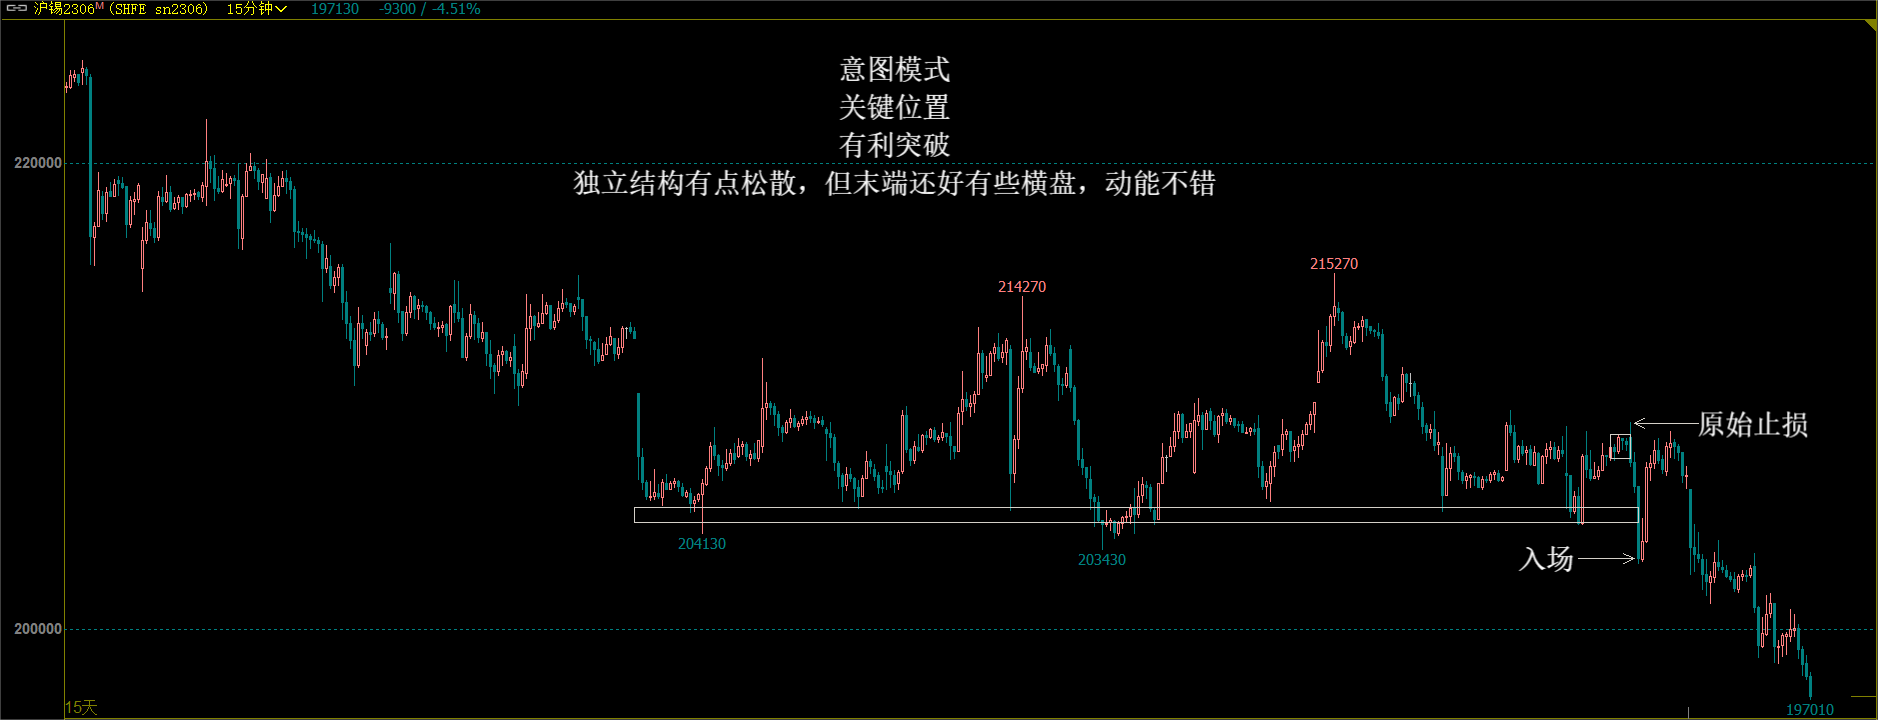 沪锡2306M (SHFE sn2306) 15分钟 197130 -9300 / -4.51%
意图模式
关键位置
有利突破
220000
独立结构有点松散，但末端还好有些横盘，动能不错
215270
214270
原始止损
204130
203430
入场
200000
15天
197010